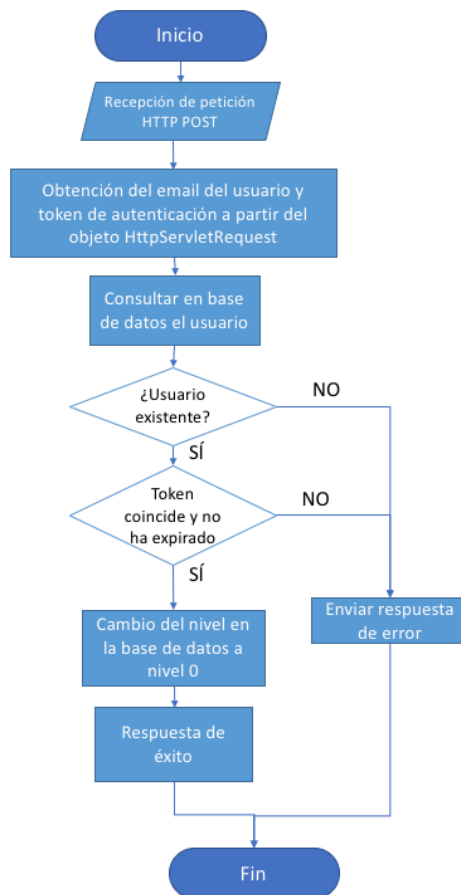 Inicio
Recepción de petición
HTTP POST
Obtención del email del usuario y
token de autenticación a partir del
objeto HttpServletRequest
Consultar en base
de datos el usuario
¿Usuario
existente?
NO
SÍ
Token
coincide y no
ha expirado
NO
SÍ
Cambio del nivel en
la base de datos a
nivel 0
Enviar respuesta
de error
Respuesta de
éxito
Fin